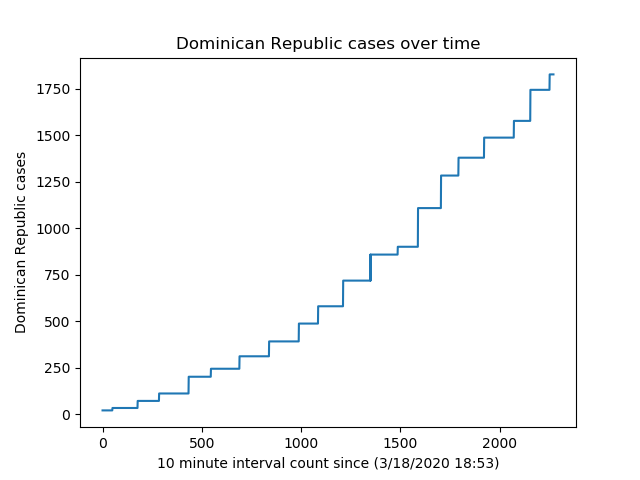 Dominican Republic cases over time
1750
1500
1250
1000
750
500
250
0
Dominican Republic cases
0 500 1000 1500 2000
10 minute interval count since (3/18/2020 18:53)